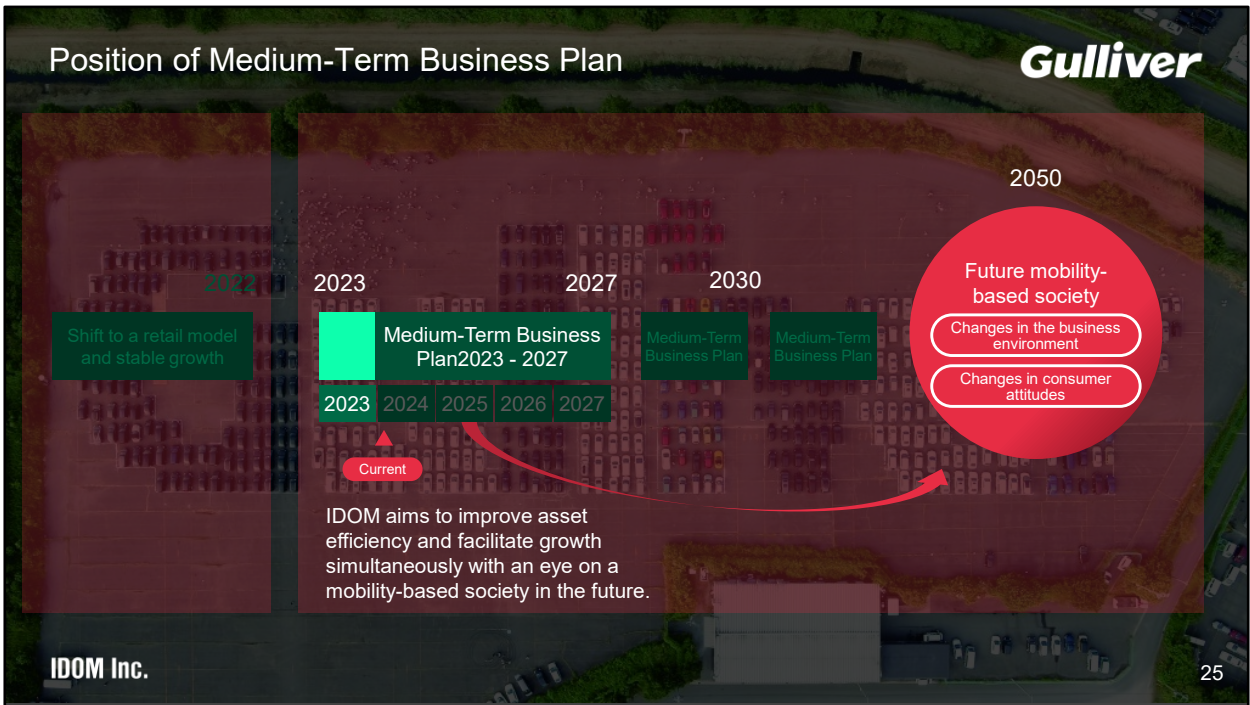 Position of Medium-Term Business Plan
Gulliver
2050
2022
2023
2027
2030
Future mobility-
based society
Changes in the business
environment
Changes in consumer
attitudes
Shift to a retail model
and stable growth
Medium-Term Business
Plan2023 - 2027
Medium-Term
Business Plan
Medium-Term
Business Plan
2023 2024 2025 2026 2027
Current
IDOM aims to improve asset
efficiency and facilitate growth
simultaneously with an eye on a
mobility-based society in the future.
IDOM Inc.
25